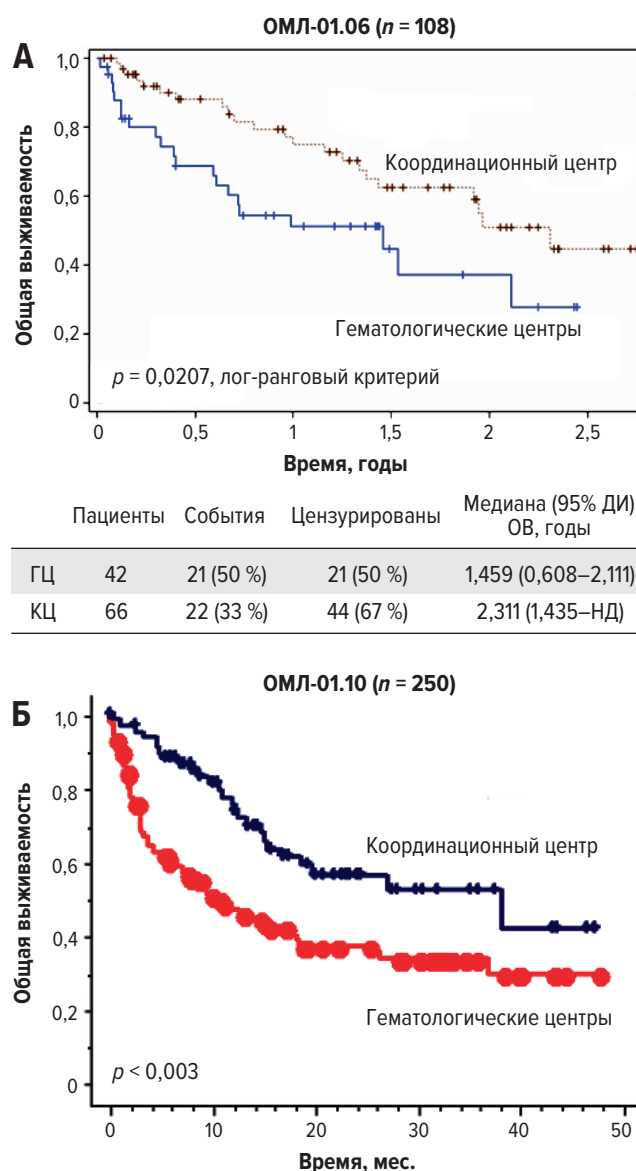 ОМЛ-01.06 (n = 108)
А
1,0
0,8
0,6
0,4
0,2
0
Общая выживаемость
Координационный центр
Гематологические центры
p = 0,0207, лог-ранговый критерий
0 0,5 1 1,5 2 2,5
Время, годы
Пациенты События Цензурированы Медиана (95% ДИ)
ОВ, годы
ГЦ 42 21 (50 %) 21 (50 %) 1,459 (0,608–2,111)
КЦ 66 22 (33 %) 44 (67 %) 2,311 (1,435–НД)
ОМЛ-01.10 (n = 250)
Б
1,0
0,8
0,6
0,4
0,2
0
Общая выживаемость
Координационный центр
Гематологические центры
p < 0,003
0 10 20 30 40 50
Время, мес.